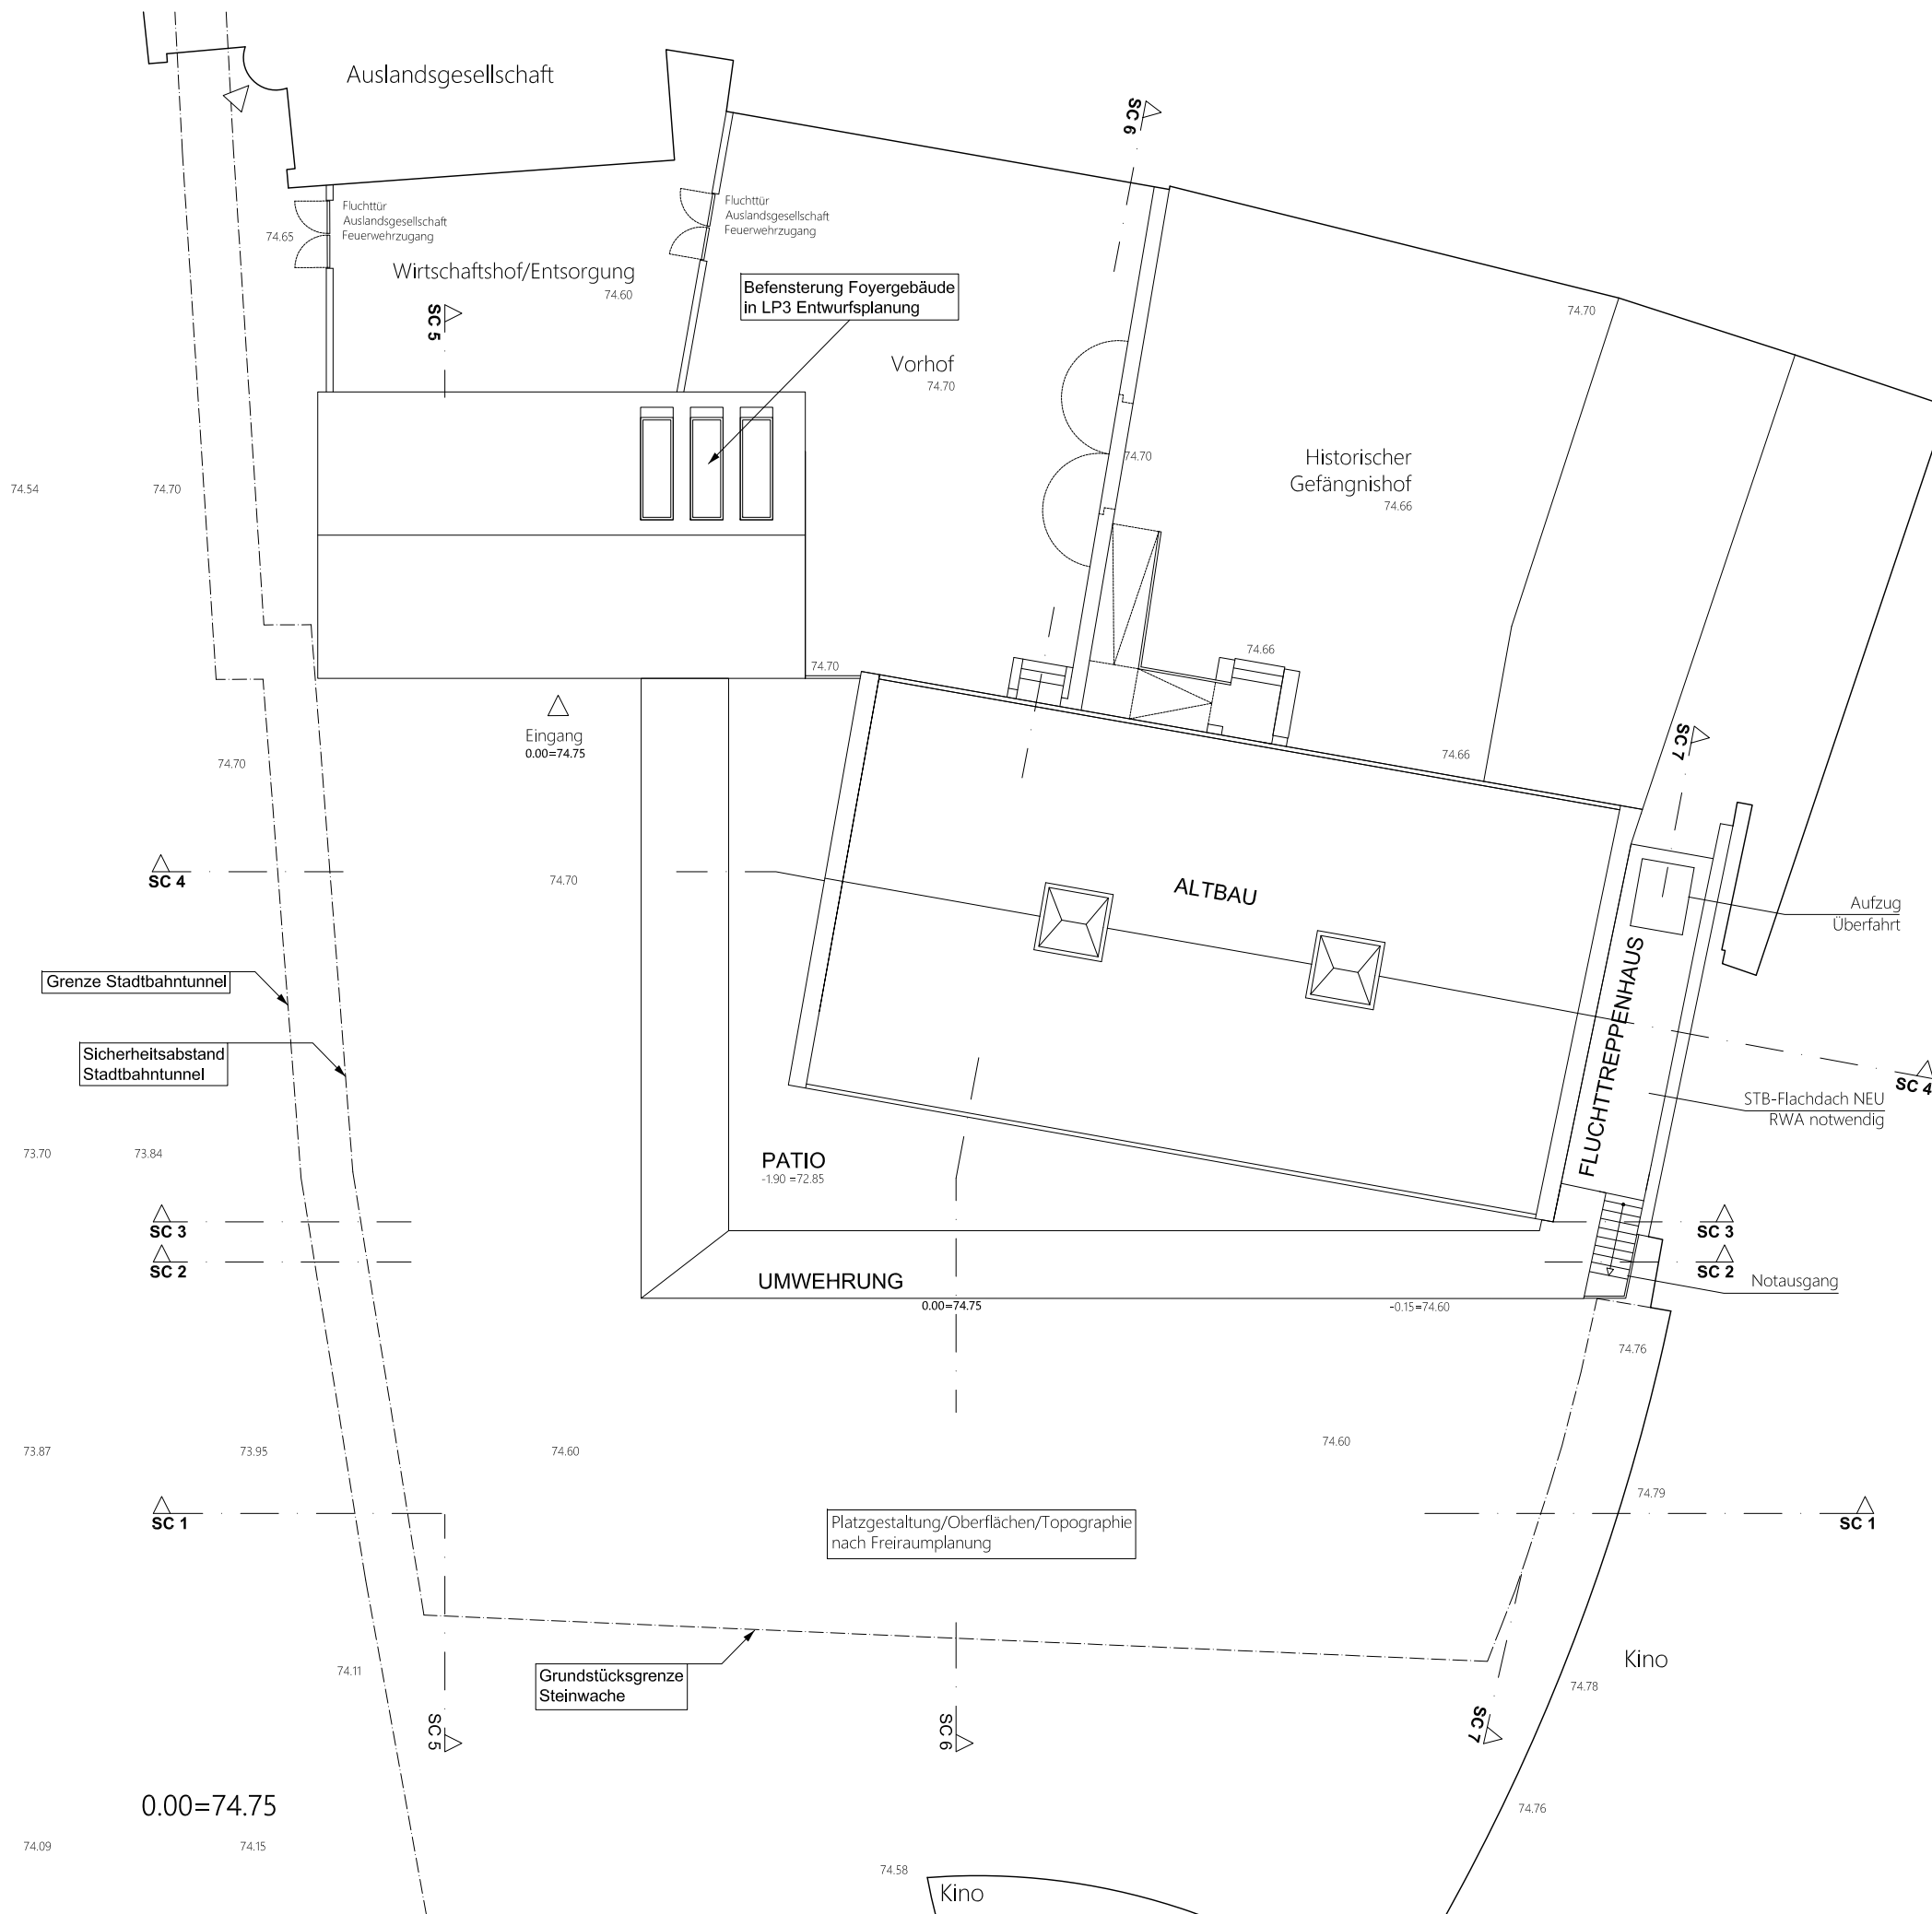 Auslandsgesellschaft
SC 6
Fluchttür
Auslandsgesellschaft
Feuerwehrzugang
74.65
Fluchttür
Auslandsgesellschaft
Feuerwehrzugang
Wirtschaftshof/Entsorgung
74.60
SC 5
Befensterung Foyergebäude
in LP3 Entwurfsplanung
74.70
Vorhof
74.70
74.70
Historischer
Gefängnishof
74.66
74.54
74.70
74.66
74.70
Eingang
0.00=74.75
74.70
74.66
SC 7
SC 4
74.70
ALTBAU
Aufzug
Überfahrt
FLUCHTTREPPENHAUS
Grenze Stadtbahntunnel
Sicherheitsabstand
Stadtbahntunnel
SC 4
STB-Flachdach NEU
RWA notwendig
73.70
73.84
PATIO
-1.90 =72.85
SC 3
SC 3
SC 2
SC 2
UMWEHRUNG
Notausgang
0.00=74.75
-0.15=74.60
74.76
73.87
73.95
74.60
74.60
74.79
SC 1
Platzgestaltung/Oberflächen/Topographie
nach Freiraumplanung
SC 1
74.11
Grundstücksgrenze
Steinwache
Kino
74.78
SC 5
SC 6
SC 7
0.00=74.75
74.76
74.09
74.15
74.58
Kino